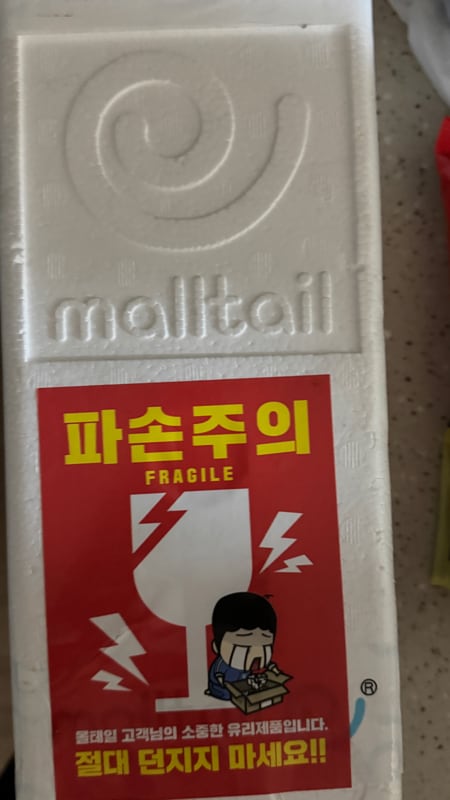 malltail
파손주의
FRAGILE
®
몰테일 고객님의 소중한 유리제품입니다.
절대 던지지 마세요!!